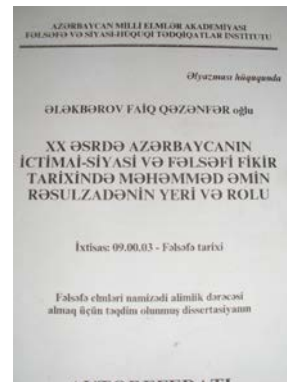 AZƏRBAYCAN MİLLİ ELMLƏR AKADEMİYASI
FƏLSƏFƏ VƏ SİYASİ-HÜQUQİ TƏDQİQATLAR İNSTİTUTU
Əlyazması hüququnda
ƏLƏKBƏROV FAİQ QƏZƏNFƏR oğlu
XX ƏSRDƏ AZƏRBAYCANIN
İCTİMAİ-SİYASİ VƏ FƏLSƏFİ FİKİR
TARİXİNDƏ MƏHƏMMƏD ƏMİN
RƏSULZADƏNİN YERİ VƏ ROLU
İxtisas: 09.00.03 - Fəlsəfə tarixi
Fəlsəfə elmləri namizədi alimlik dərəcəsi
almaq üçün təqdim olunmuş dissertasiyanın